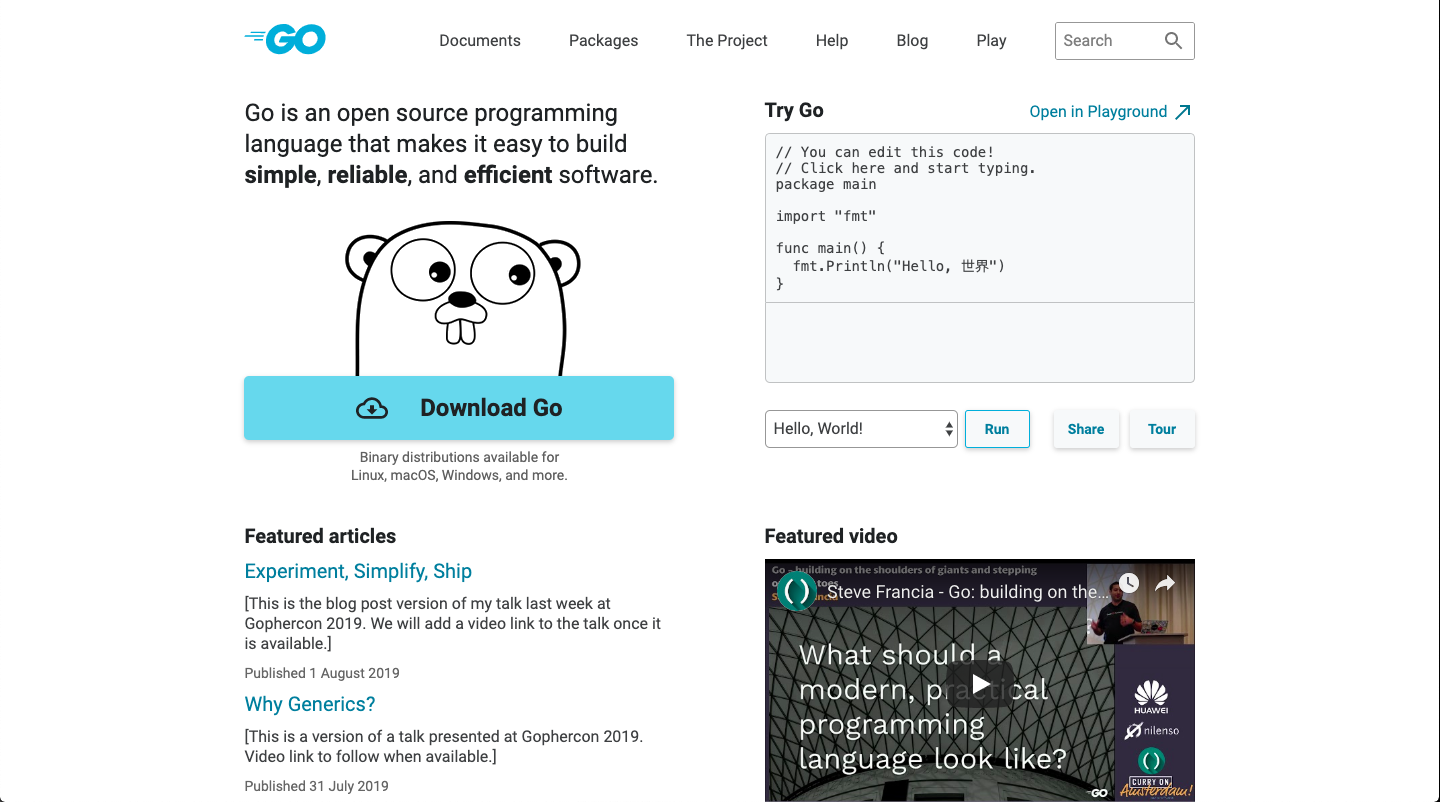 GO
Documents
Packages
The Project
Help
Blog
Play
Search
Go is an open source programming
language that makes it easy to build
simple, reliable, and efficient software.
Download Go
Binary distributions available for
Linux, macOS, Windows, and more.
Try Go
Open in Playground
// You can edit this code!
// Click here and start typing.
package main
import "fmt"
func main() {
fmt.Println("Hello, 世界")
}
Hello, World!
Run
Share
Tour
Featured articles
Experiment, Simplify, Ship
[This is the blog post version of my talk last week at
Gophercon 2019. We will add a video link to the talk once it
is available.]
Published 1 August 2019
Why Generics?
[This is a version of a talk presented at Gophercon 2019.
Video link to follow when available.]
Published 31 July 2019
Featured video
Go - building on the shoulders of giants and stepping
toes
Steve Francia - Go: building on the...
What should a
modern, practical
programming
language look like?
HUAWEI
nilenso
CURRY ON
Amsterdam!
GO